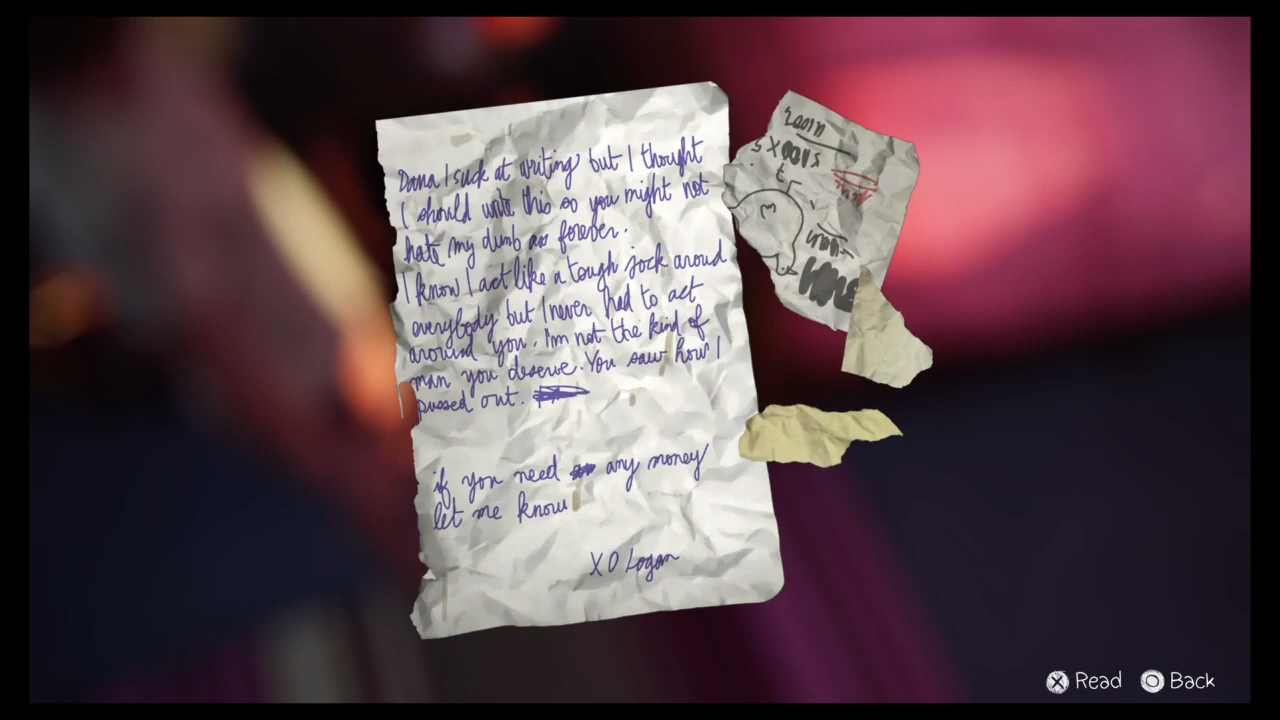 Dana I suck at writing but I thought
I should write this so you might not
hate my dumb ass forever.
I know I act like a tough jock around
everybody but I never had to act
around you. I'm not the kind of
man you deserve. You saw how I
pussed out.
if you need any money
let me know
XO Logan
Read
Back